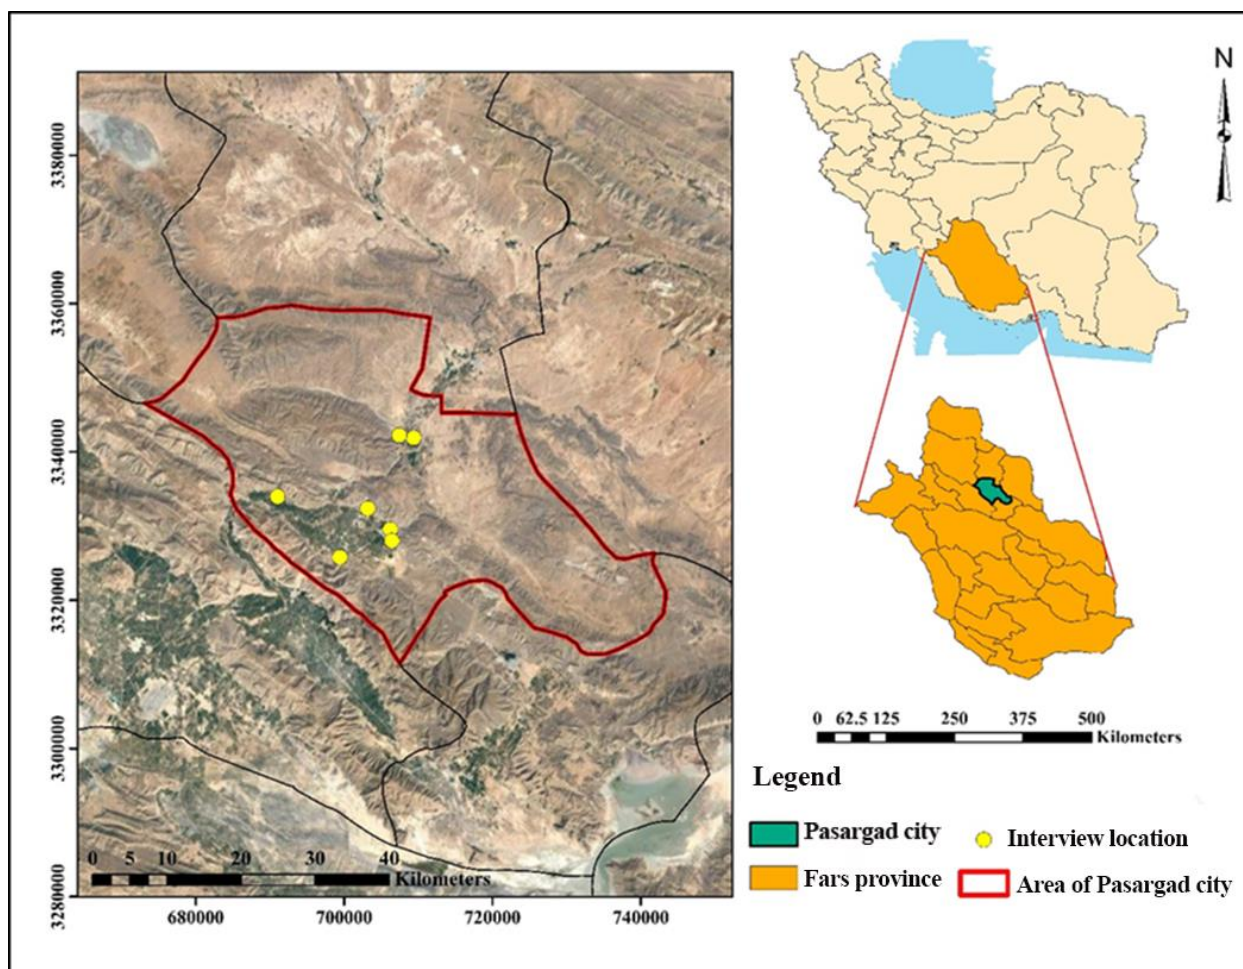 3380000
3360000
3340000
3320000
3300000
3280000
680000
700000
720000
740000
0 5 10 20 30 40
Kilometers
N
0 62.5 125 250 375 500
Kilometers
Legend
Pasargad city
Interview location
Fars province
Area of Pasargad city